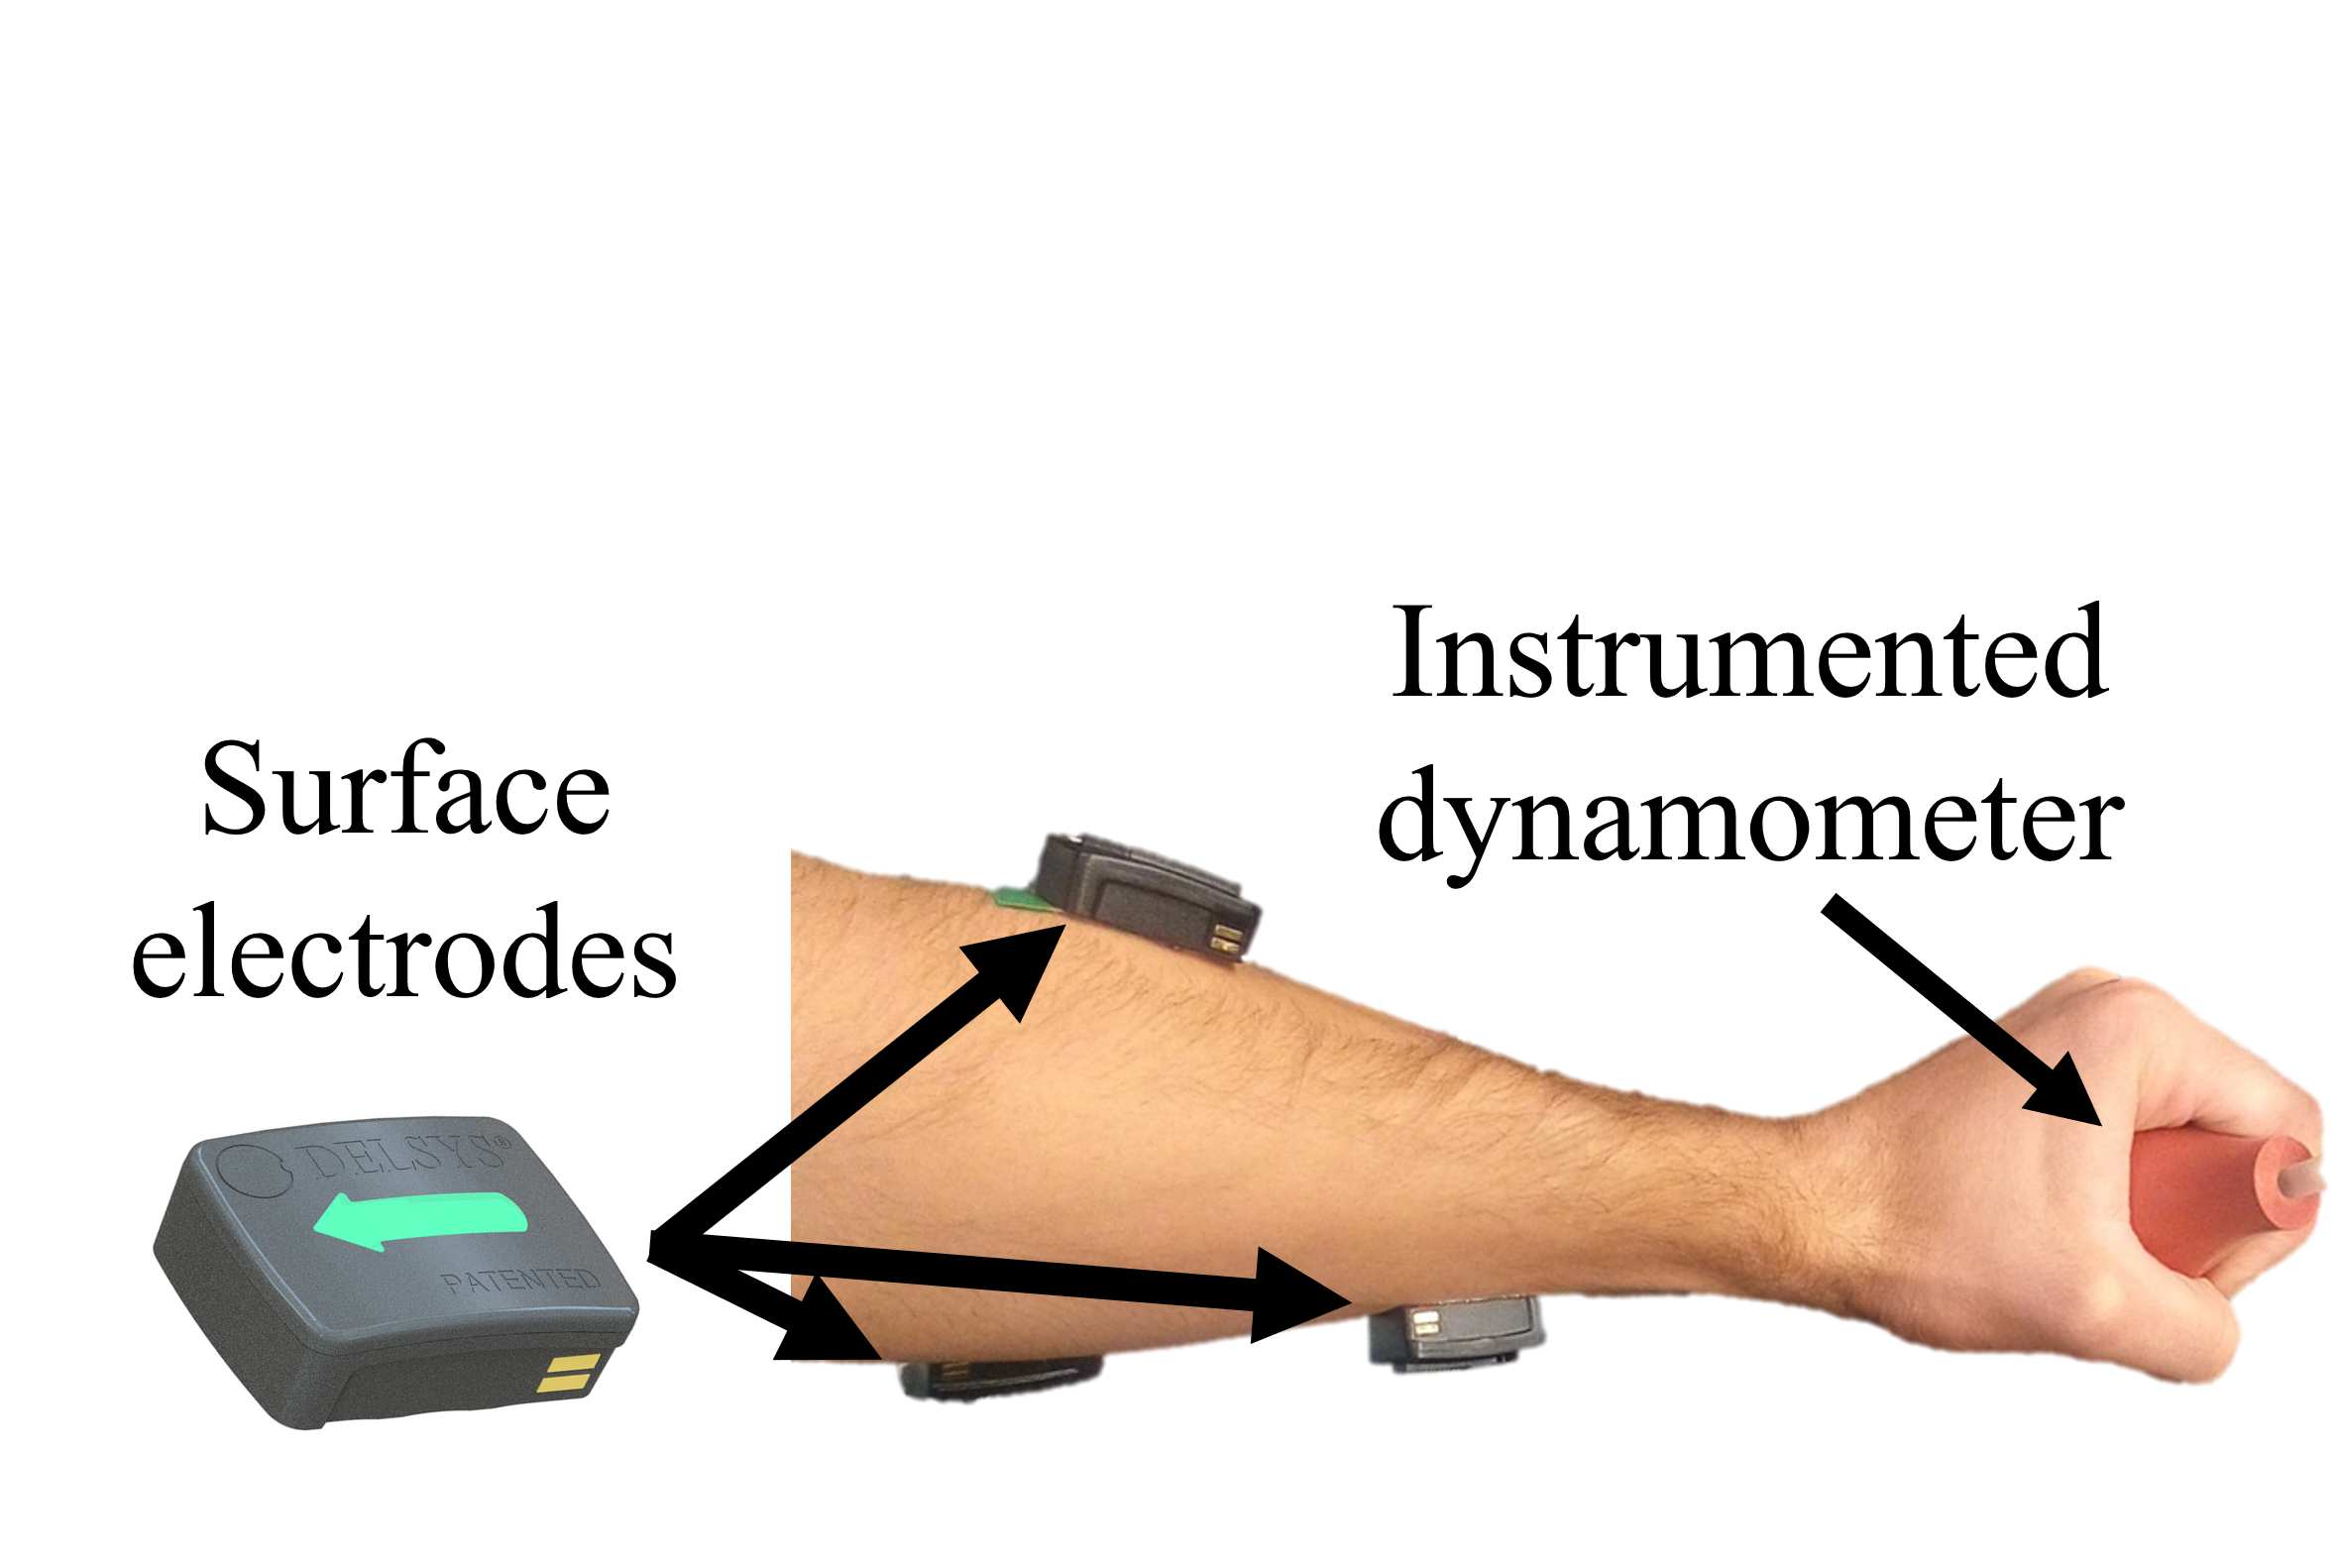 Instrumented
dynamometer
Surface
electrodes
DELSYS®
PATENTED